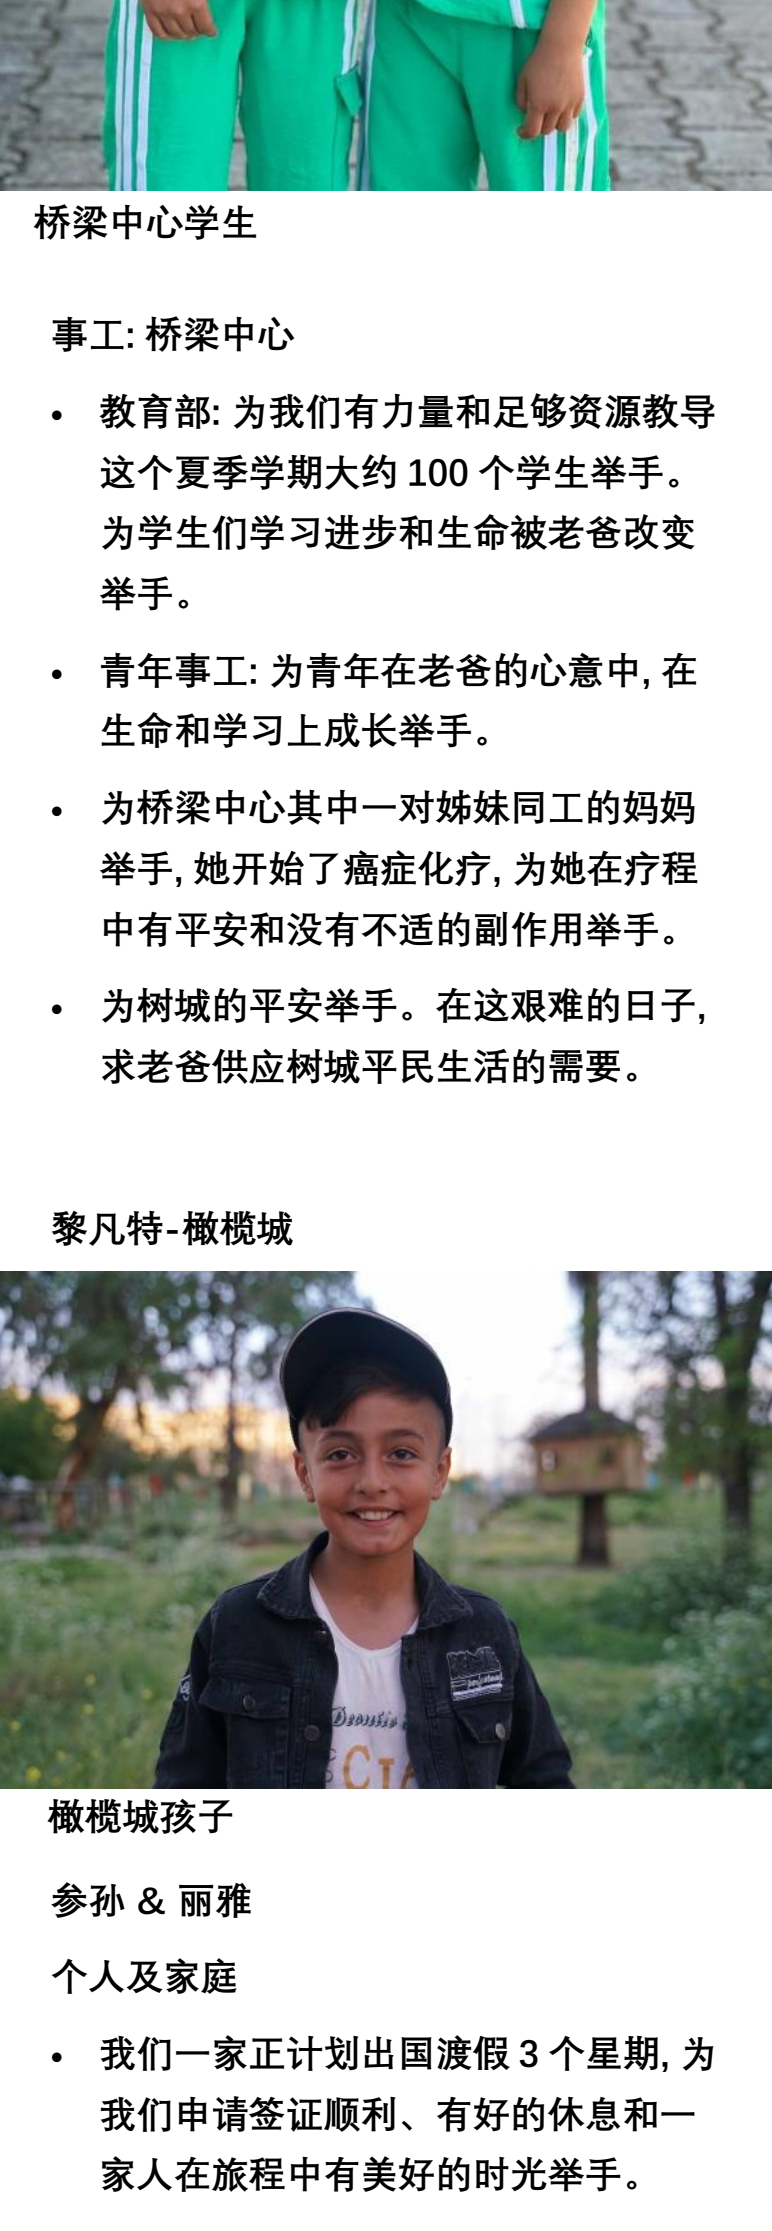 桥梁中心学生
事工: 桥梁中心
• 教育部: 为我们有力量和足够资源教导
这个夏季学期大约 100 个学生举手。
为学生们学习进步和生命被老爸改变
举手。
• 青年事工: 为青年在老爸的心意中, 在
生命和学习上成长举手。
• 为桥梁中心其中一对姊妹同工的妈妈
举手, 她开始了癌症化疗, 为她在疗程
中有平安和没有不适的副作用举手。
• 为树城的平安举手。在这艰难的日子,
求老爸供应树城平民生活的需要。
黎凡特-橄榄城
橄榄城孩子
参孙 & 丽雅
个人及家庭
• 我们一家正计划出国渡假 3 个星期, 为
我们申请签证顺利、有好的休息和一
家人在旅程中有美好的时光举手。